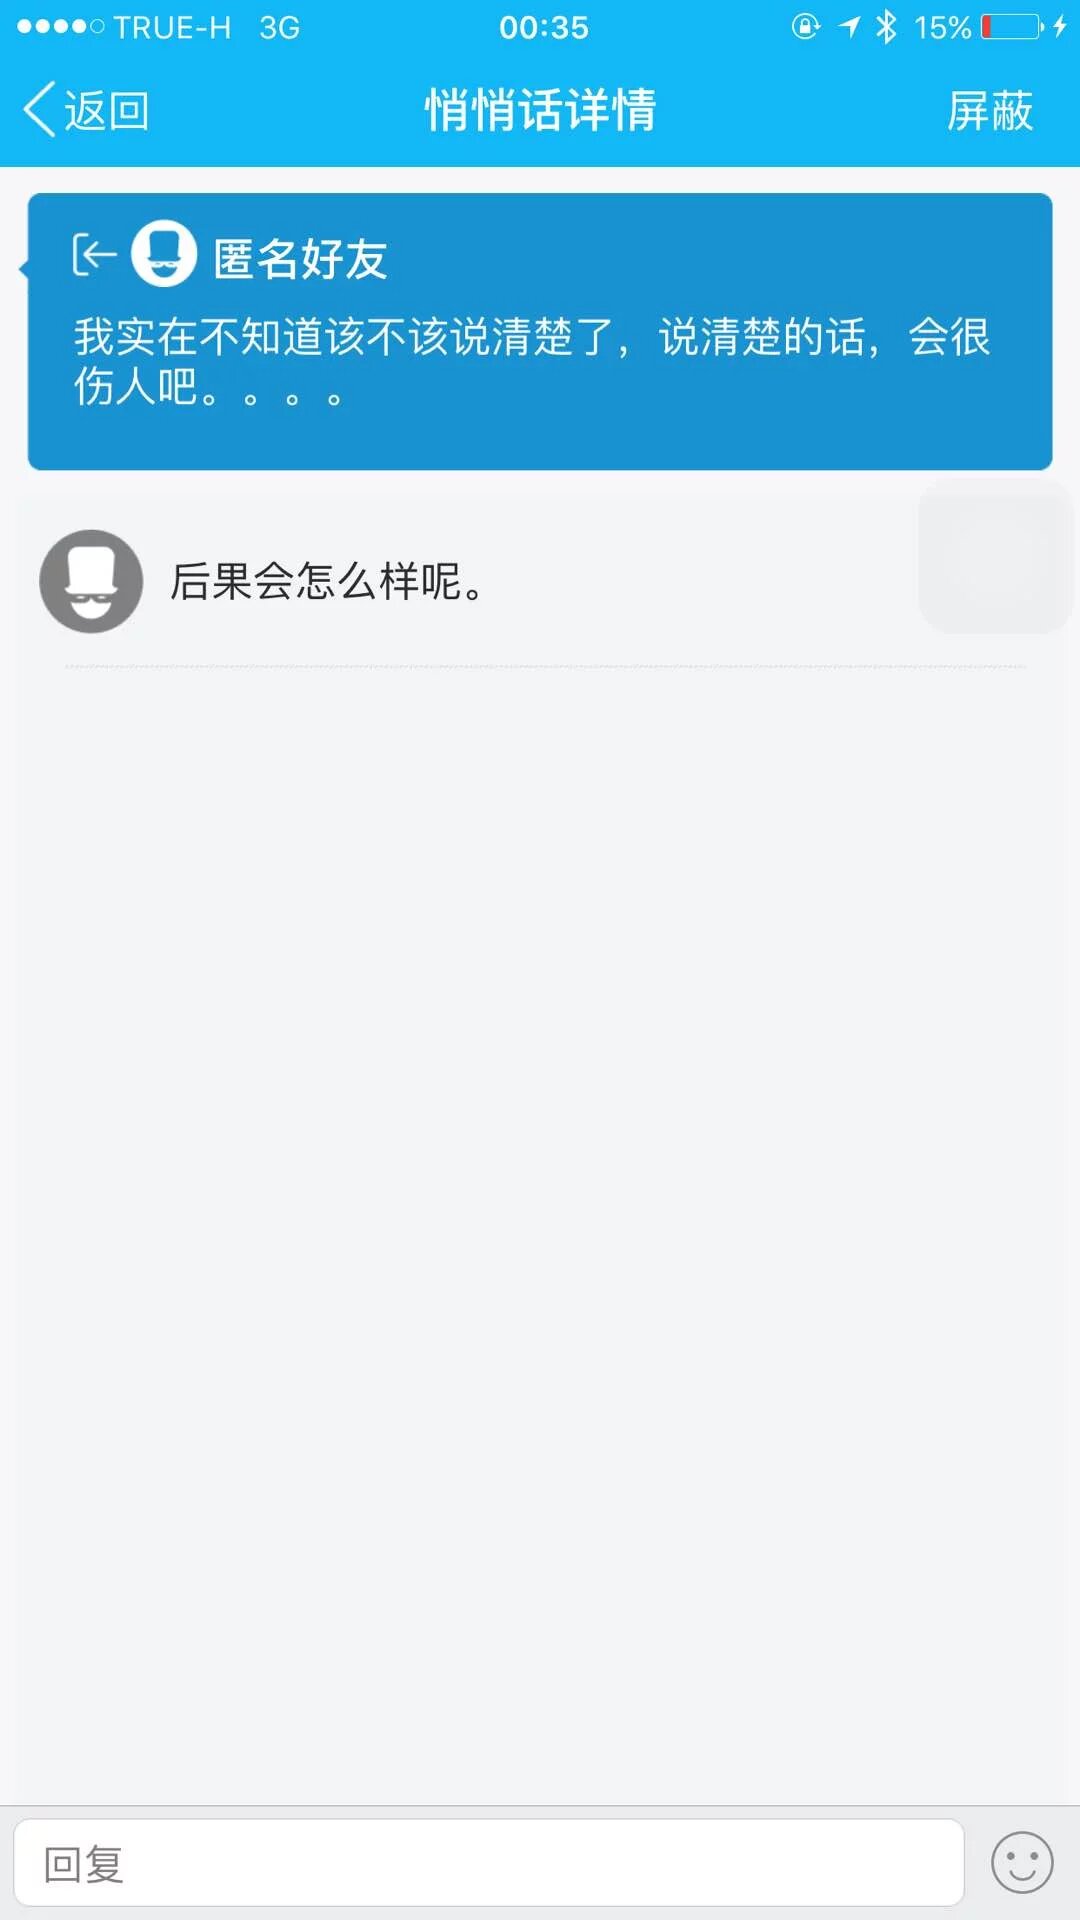 TRUE-H 3G 00:35 15%
返回 悄悄话详情 屏蔽
匿名好友
我实在不知道该不该说清楚了，说清楚的话，会很
伤人吧。。。。
后果会怎么样呢。
回复